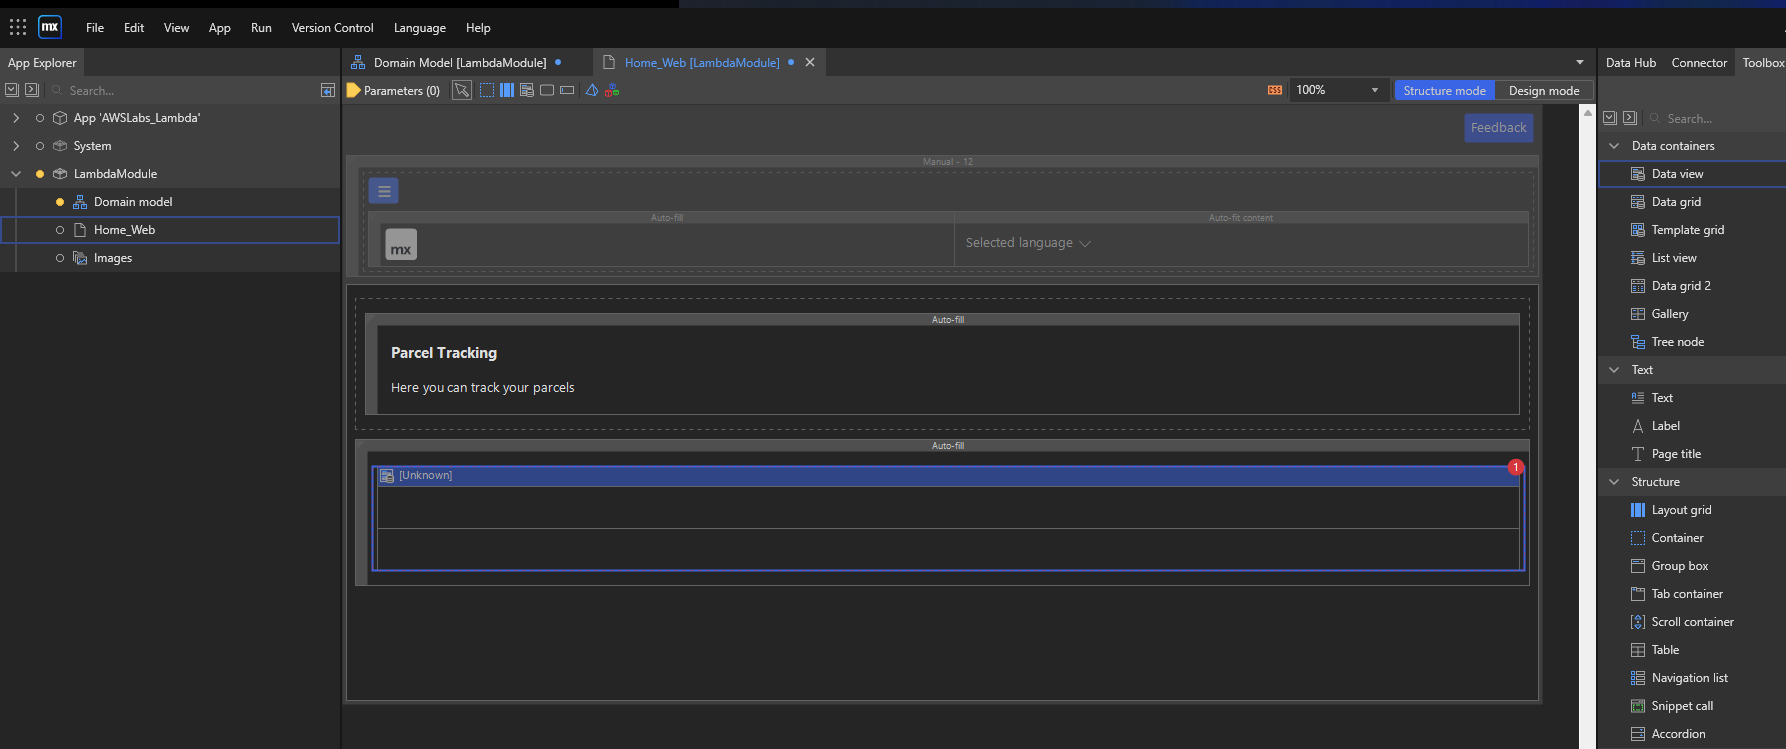 mx File Edit View App Run Version Control Language Help
App Explorer
Search...
App 'AWSLabs_Lambda'
System
LambdaModule
Domain model
Home_Web
Images
Domain Model [LambdaModule]
Home_Web [LambdaModule]
Parameters (0)
CSS
100%
Structure mode
Design mode
Feedback
Manual - 12
Auto-fill
Auto-fit content
mx
Selected language
Auto-fill
Parcel Tracking
Here you can track your parcels
Auto-fill
[Unknown]
1
Data Hub
Connector
Toolbox
Search...
Data containers
Data view
Data grid
Template grid
List view
Data grid 2
Gallery
Tree node
Text
Text
Label
Page title
Structure
Layout grid
Container
Group box
Tab container
Scroll container
Table
Navigation list
Snippet call
Accordion